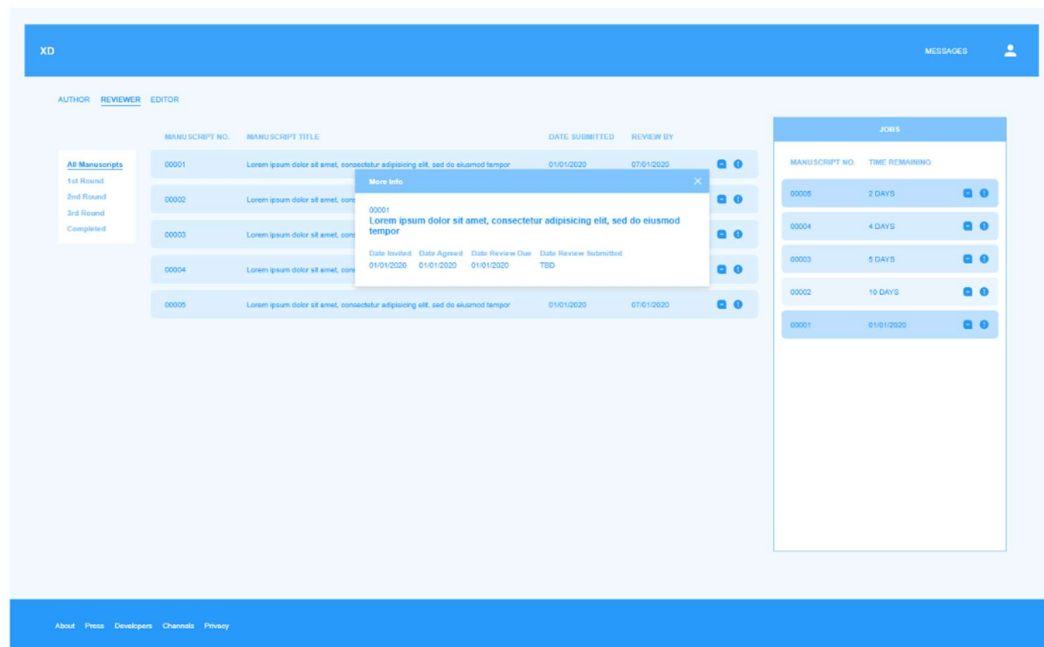 XD
MESSAGES
AUTHOR REVIEWER EDITOR
All Manuscripts
1st Round
2nd Round
3rd Round
Completed
MANUSCRIPT NO. MANUSCRIPT TITLE DATE SUBMITTED REVIEW BY
00001 Lorem ipsum dolor sit amet, consectetur adipisicing elit, sed do eiusmod tempor 01/01/2020 07/01/2020
00002 Lorem ipsum dolor sit amet, cons
00003 Lorem ipsum dolor sit amet, cons
00004 Lorem ipsum dolor sit amet, cons
00005 Lorem ipsum dolor sit amet, consectetur adipisicing elit, sed do eiusmod tempor 01/01/2020 07/01/2020
More Info
00001
Lorem ipsum dolor sit amet, consectetur adipisicing elit, sed do eiusmod
tempor
Date Invited Date Agreed Date Review Due Date Review Submitted
01/01/2020 01/01/2020 01/01/2020 TBD
JOBS
MANUSCRIPT NO. TIME REMAINING
00005 2 DAYS
00004 4 DAYS
00003 5 DAYS
00002 10 DAYS
00001 01/01/2020
About Press Developers Channels Privacy